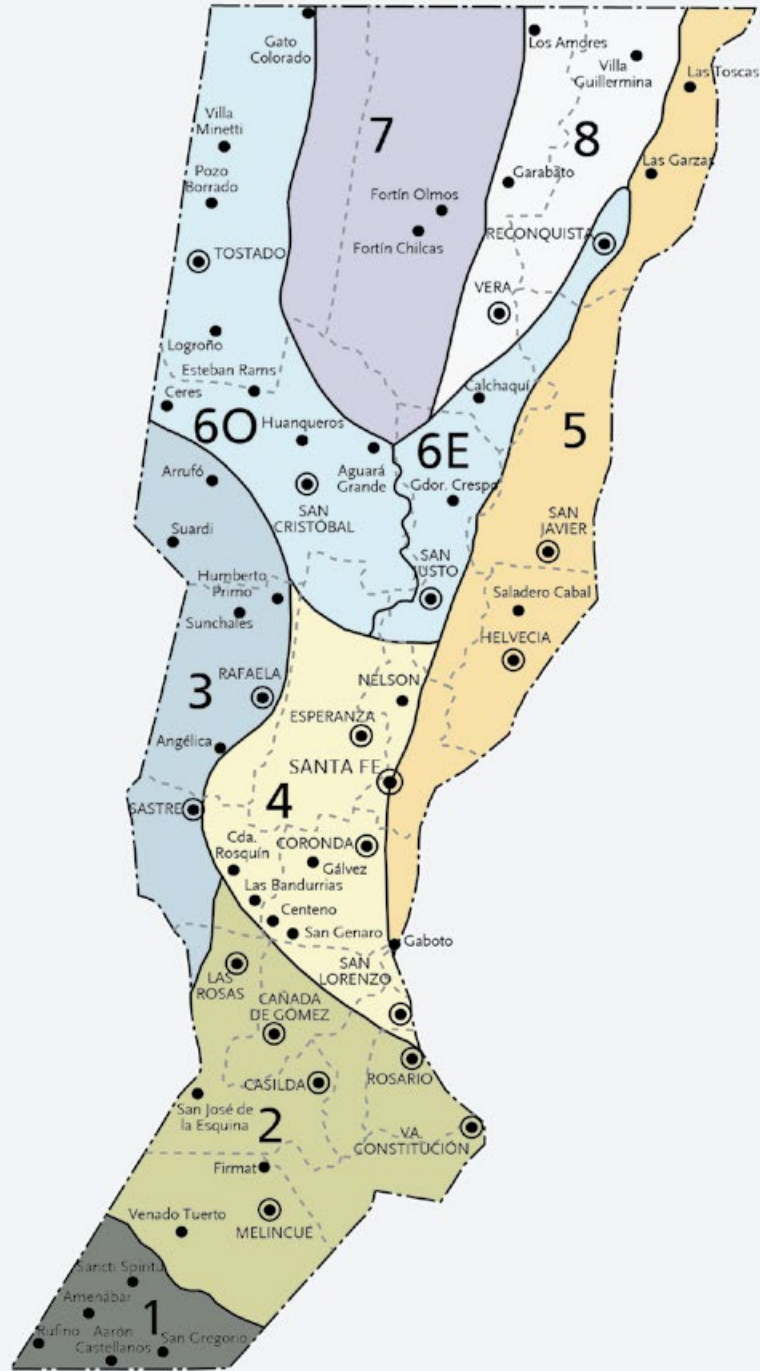 Gato
Colorado
Los Amores
Villa
Guillermina
Las Toscas
Villa
Minetti
7
8
Las Garzas
Pozo
Borrado
Garabato
Fortín Olmos
Fortín Chilcas
RECONQUISTA
TOSTADO
VERA
Logroño
Esteban Rams
Ceres
Calchaquí
6O
Huanqueros
6E
5
Arrufó
Aguará
Grande
Gdor. Crespo
SAN
CRISTÓBAL
SAN
JAVIER
Suardi
SAN
JUSTO
Humberto
Primo
Saladero Cabal
Sunchales
HELVECIA
3
RAFAELA
NELSON
ESPERANZA
Angélica
SANTA FE
4
SASTRE
Cda.
Rosquín
CORONDA
Gálvez
Las Bandurrias
Centeno
San Genaro
Gaboto
LAS
ROSAS
SAN
LORENZO
CAÑADA
DE GÓMEZ
CASILDA
ROSARIO
San José de
la Esquina
2
VA.
CONSTITUCIÓN
Firmat
Venado Tuerto
MELINCUÉ
Sancti Spiritu
Amenábar
1
Rufino
Aarón
Castellanos
San Gregorio